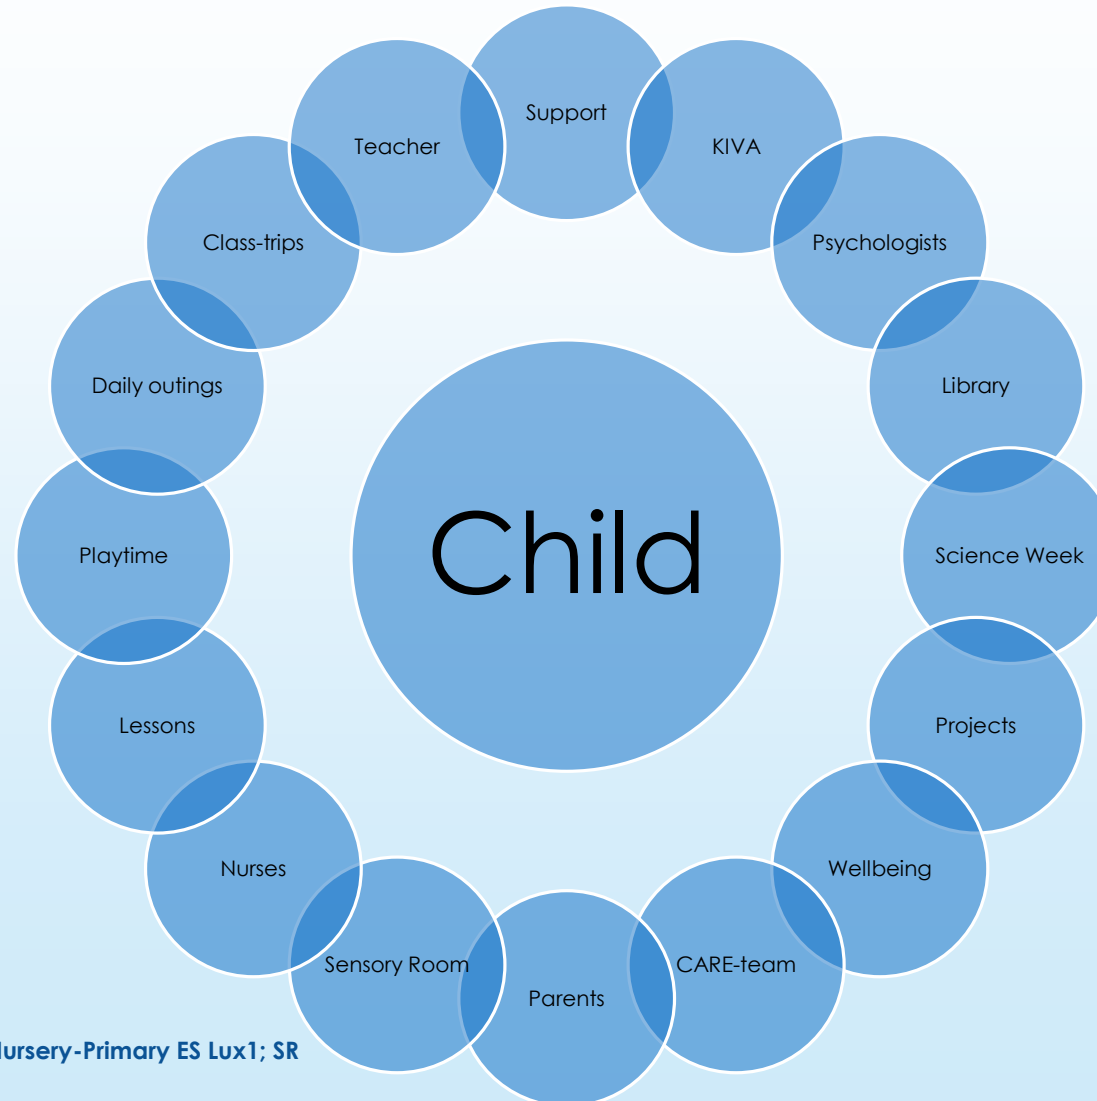 Support
Teacher
KIVA
Class-trips
Psychologists
Daily outings
Library
Child
Playtime
Science Week
Lessons
Projects
Nurses
Wellbeing
Sensory Room
CARE-team
Parents
ursery-Primary ES Lux1; SR